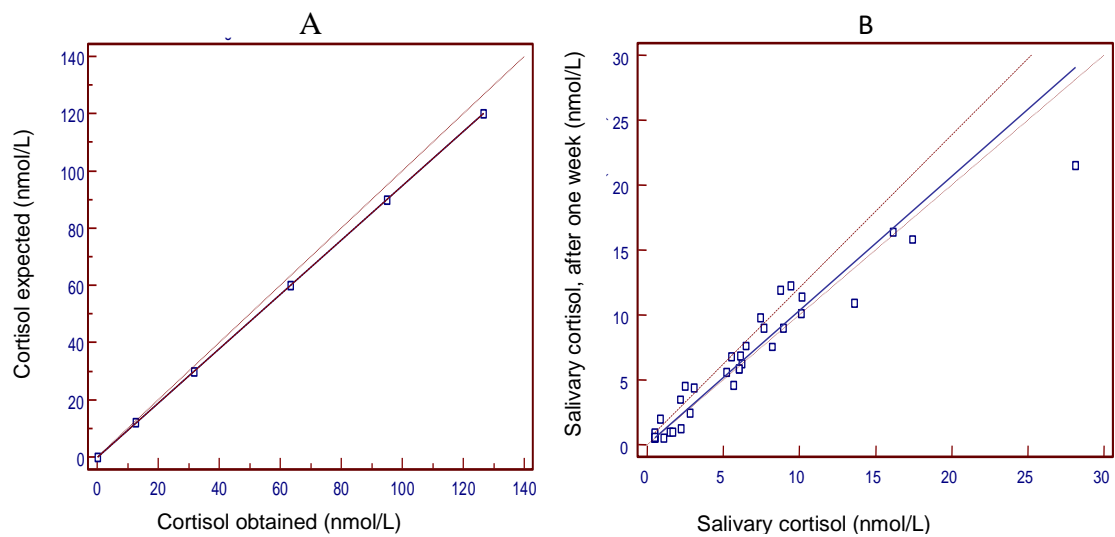 A
140
120
100
80
60
40
20
0
Cortisol expected (nmol/L)
0 20 40 60 80 100 120 140
Cortisol obtained (nmol/L)
B
30
25
20
15
10
5
0
Salivary cortisol, after one week (nmol/L)
0 5 10 15 20 25 30
Salivary cortisol (nmol/L)